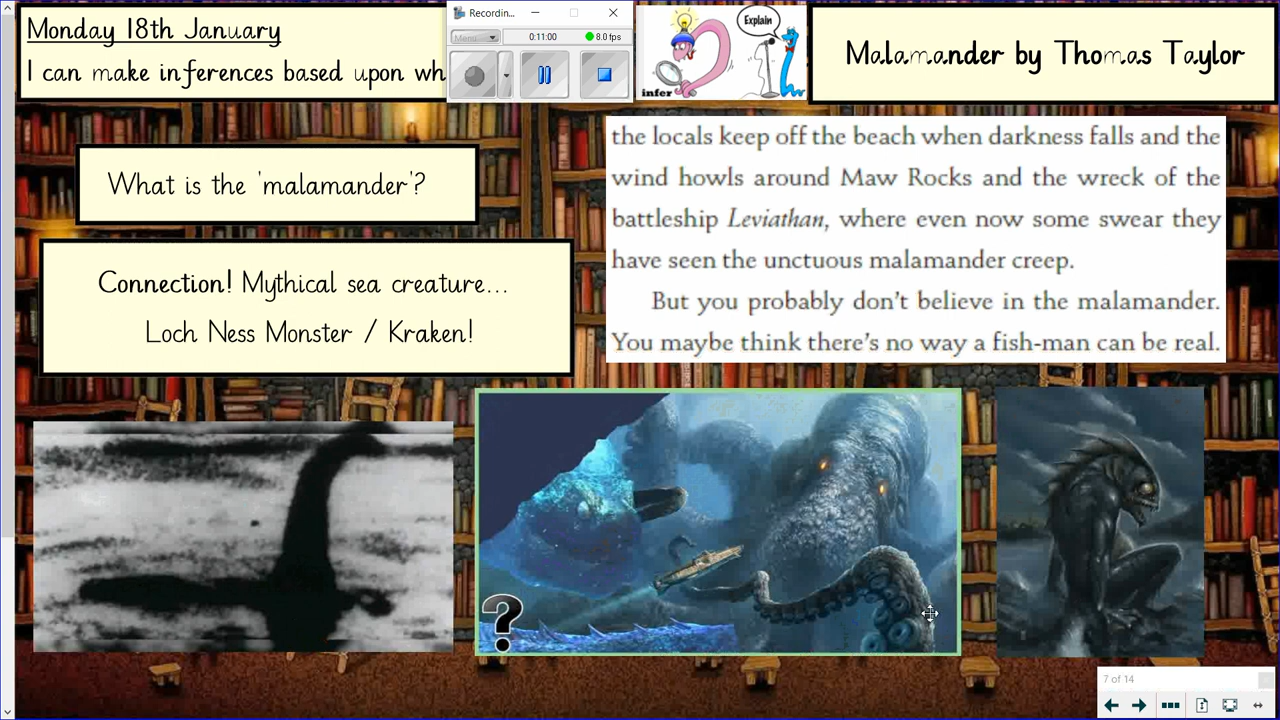 Monday 18th January
I can make inferences based upon wh
Recordin...
Menu
0:11:00
8.0 fps
Explain
infer
Malamander by Thomas Taylor
What is the 'malamander'?
Connection! Mythical sea creature...
Loch Ness Monster / Kraken!
the locals keep off the beach when darkness falls and the
wind howls around Maw Rocks and the wreck of the
battleship Leviathan, where even now some swear they
have seen the unctuous malamander creep.
But you probably don't believe in the malamander.
You maybe think there's no way a fish-man can be real.
?
7 of 14